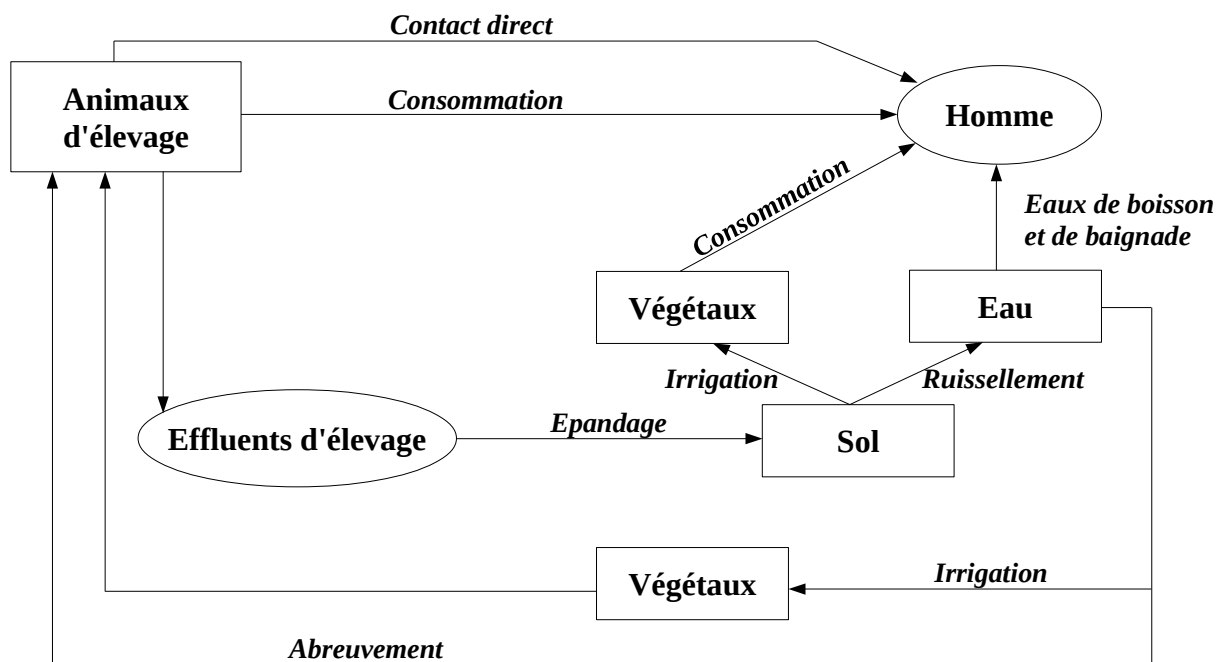 Contact direct
Animaux
d'élevage
Consommation
Homme
Consommation
Eaux de boisson
et de baignade
Végétaux
Eau
Irrigation
Ruissellement
Effluents d'élevage
Epandage
Sol
Végétaux
Irrigation
Abreuvement